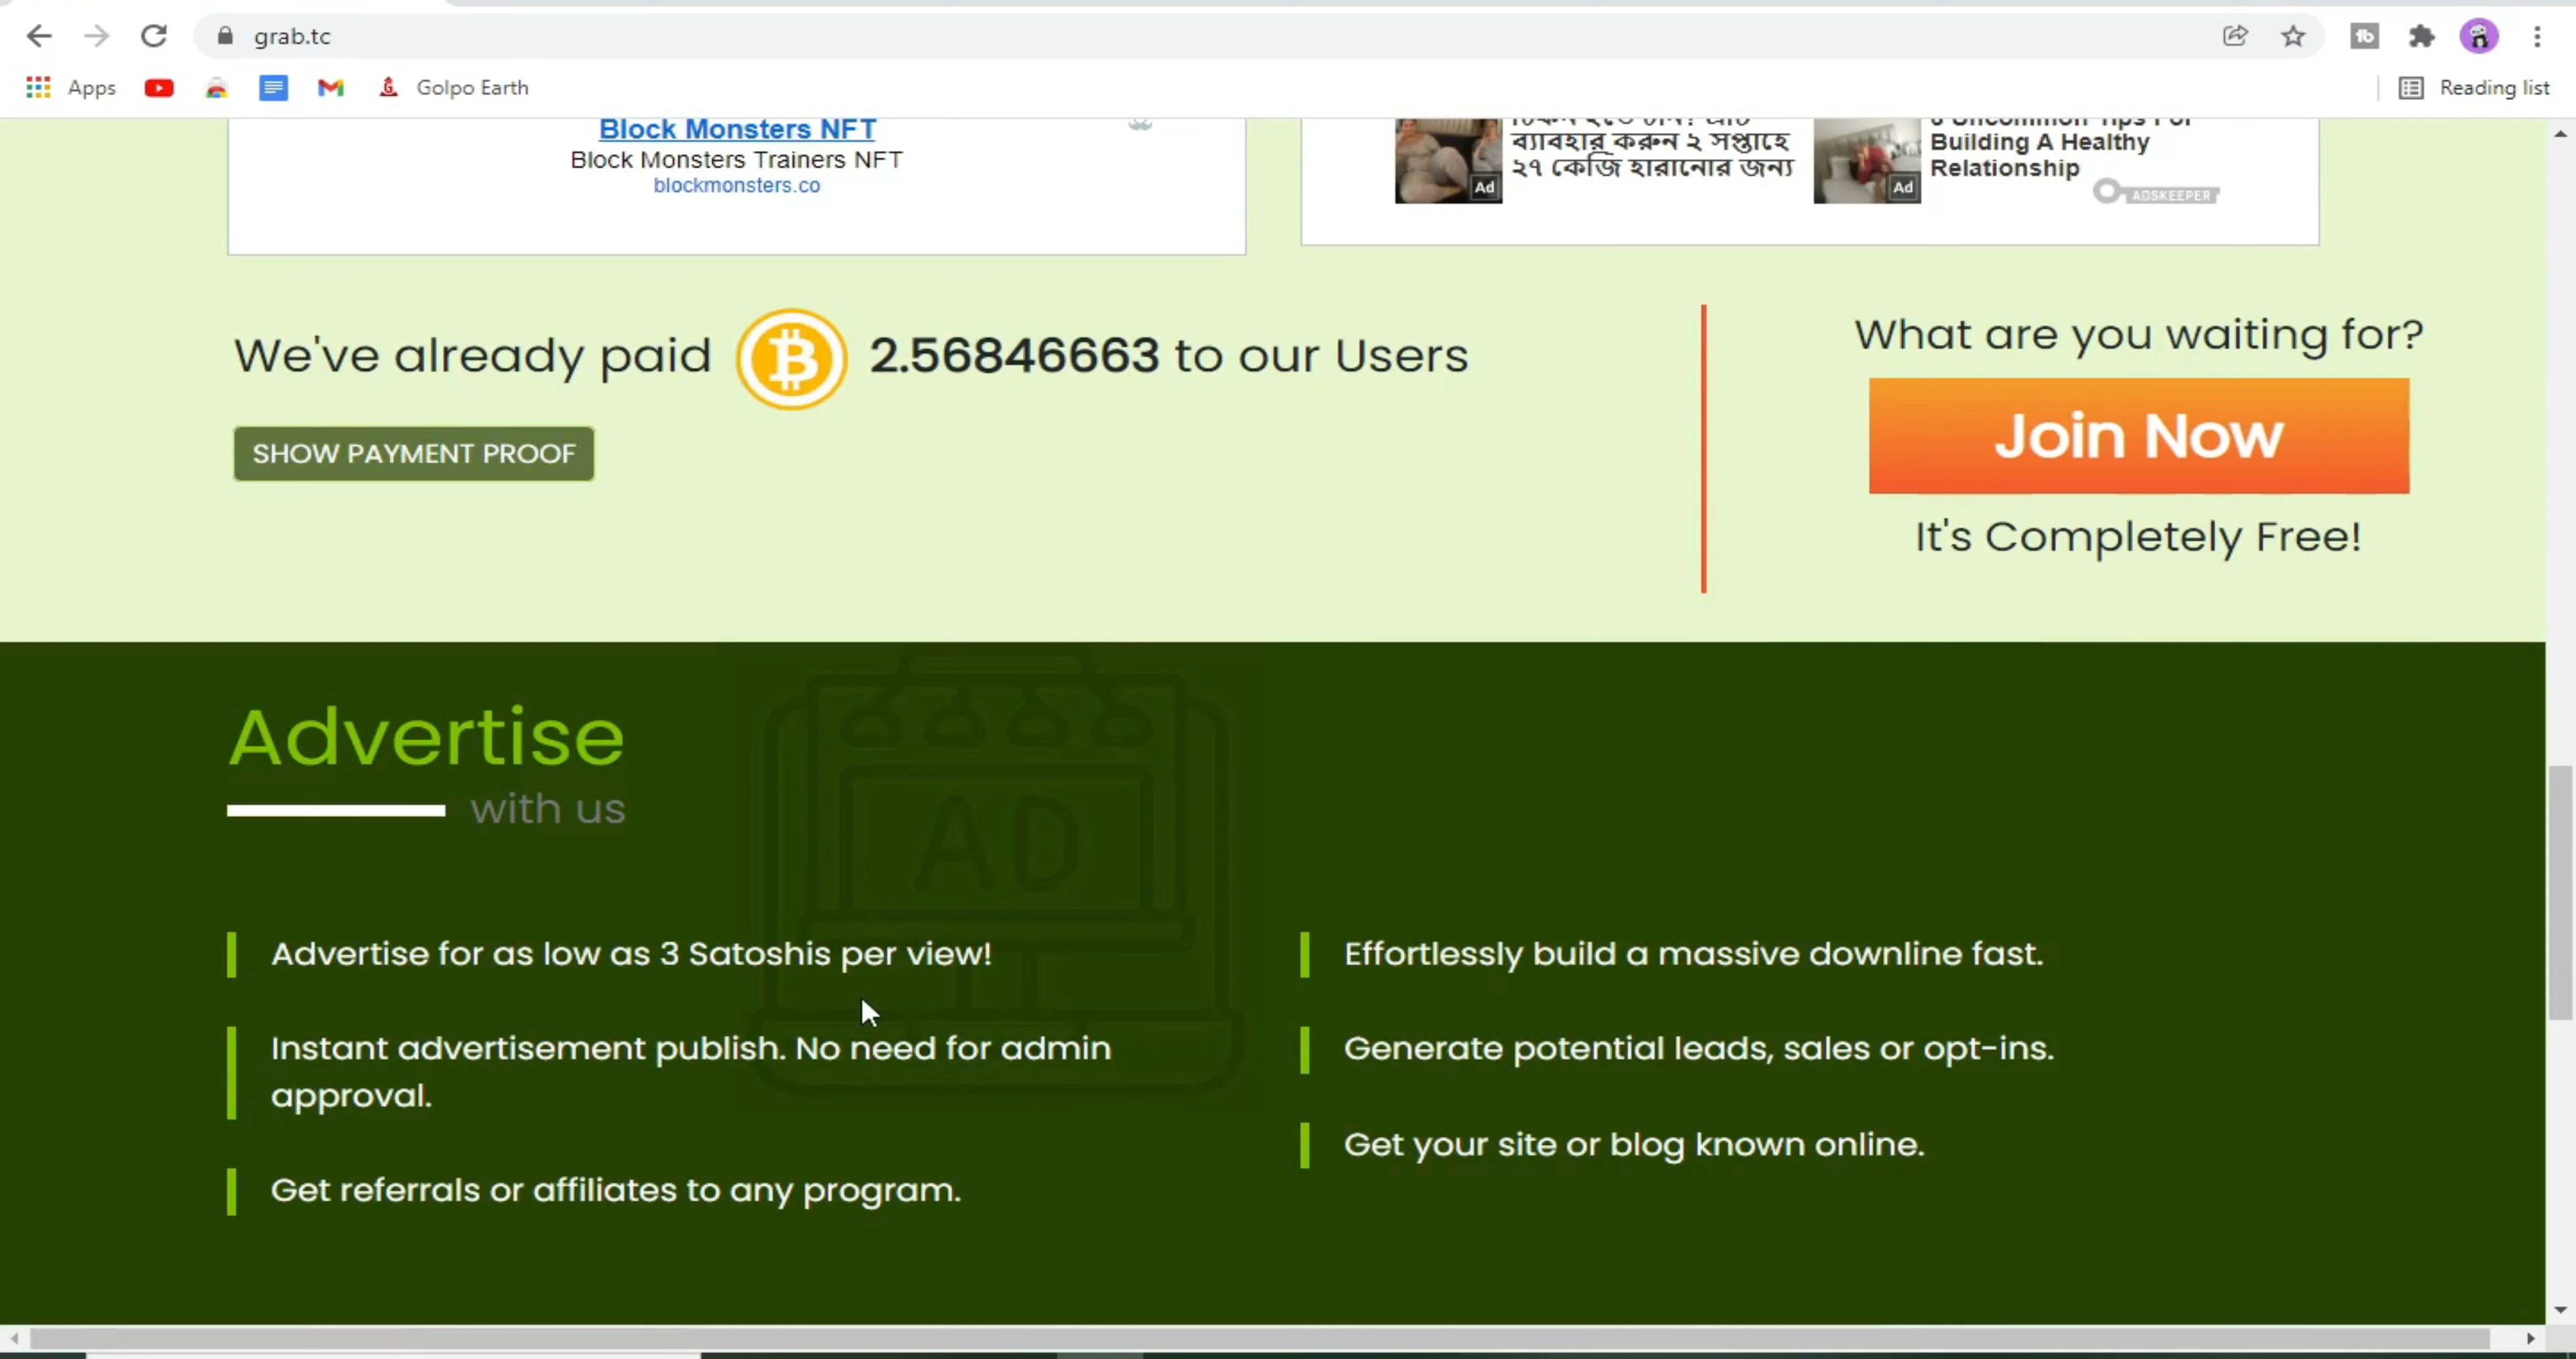 grab.tc
Apps
Golpo Earth
Reading list
Block Monsters NFT
Block Monsters Trainers NFT
blockmonsters.co
ব্যবহার করুন ২ সপ্তাহে
২৭ কেজি হারানোর জন্য
Ad
Uncommon Tips For
Building A Healthy
Relationship
Ad
ADSKEEPER
We've already paid 2.56846663 to our Users
SHOW PAYMENT PROOF
What are you waiting for?
Join Now
It's Completely Free!
Advertise
with us
AD
Advertise for as low as 3 Satoshis per view!
Instant advertisement publish. No need for admin
approval.
Get referrals or affiliates to any program.
Effortlessly build a massive downline fast.
Generate potential leads, sales or opt-ins.
Get your site or blog known online.